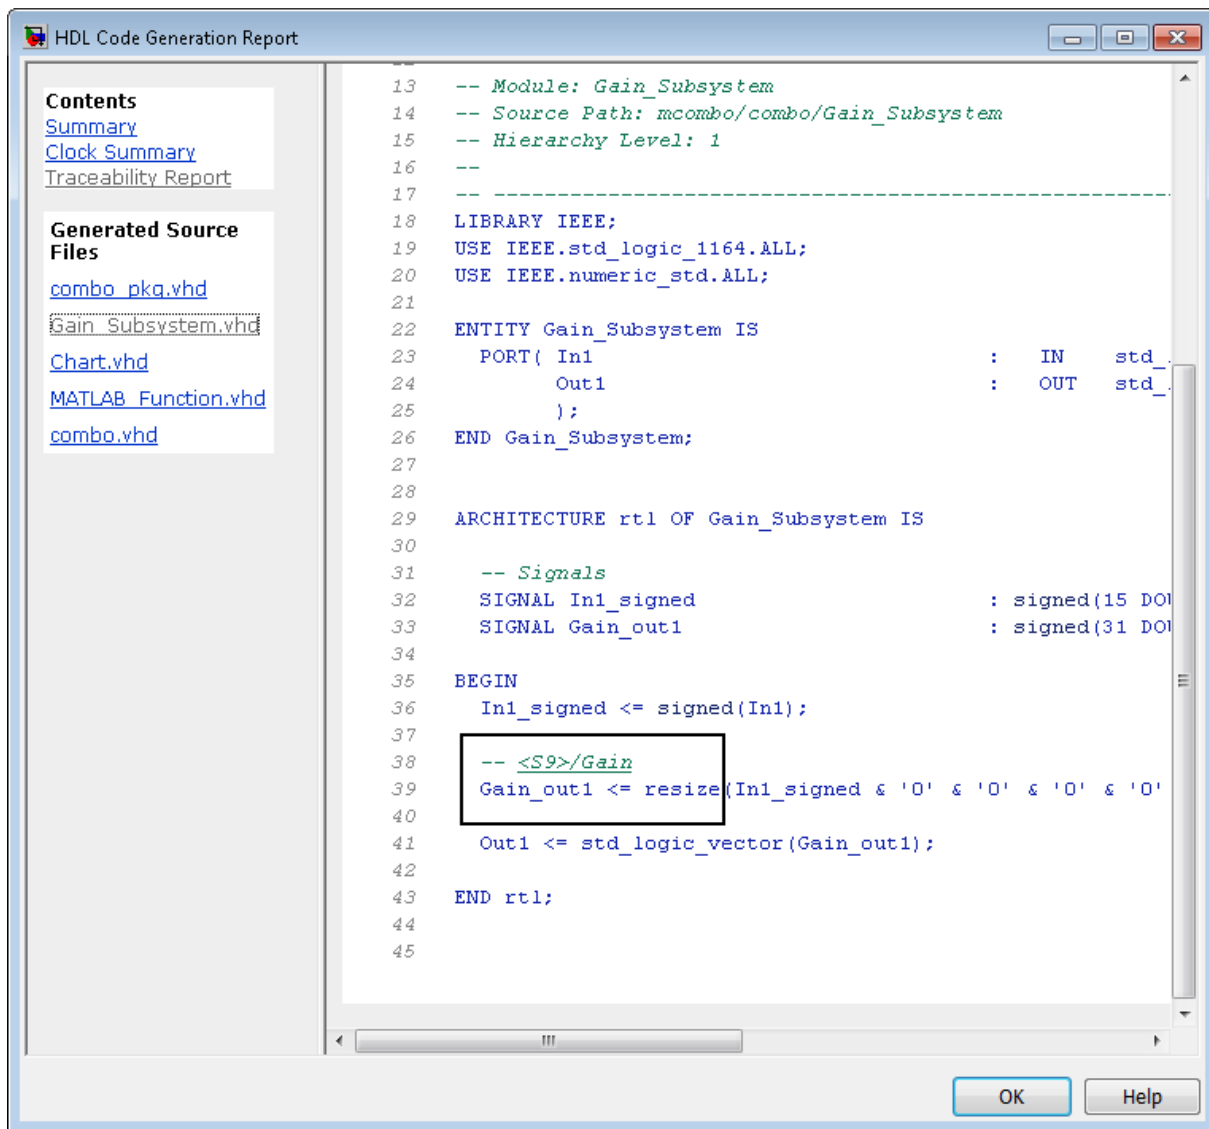 HDL Code Generation Report
Contents
Summary
Clock Summary
Traceability Report
Generated Source
Files
combo_pkg.vhd
Gain_Subsystem.vhd
Chart.vhd
MATLAB_Function.vhd
combo.vhd
13 -- Module: Gain_Subsystem
14 -- Source Path: mcombo/combo/Gain_Subsystem
15 -- Hierarchy Level: 1
16 --
17 -- -------------------------------------------------------
18 LIBRARY IEEE;
19 USE IEEE.std_logic_1164.ALL;
20 USE IEEE.numeric_std.ALL;
21
22 ENTITY Gain_Subsystem IS
23 PORT( In1 : IN std_
24 Out1 : OUT std_
25 );
26 END Gain_Subsystem;
27
28
29 ARCHITECTURE rtl OF Gain_Subsystem IS
30
31 -- Signals
32 SIGNAL In1_signed : signed(15 DOW
33 SIGNAL Gain_out1 : signed(31 DOW
34
35 BEGIN
36 In1_signed <= signed(In1);
37
38 -- <S9>/Gain
39 Gain_out1 <= resize(In1_signed & '0' & '0' & '0' & '0'
40
41 Out1 <= std_logic_vector(Gain_out1);
42
43 END rtl;
44
45
OK Help